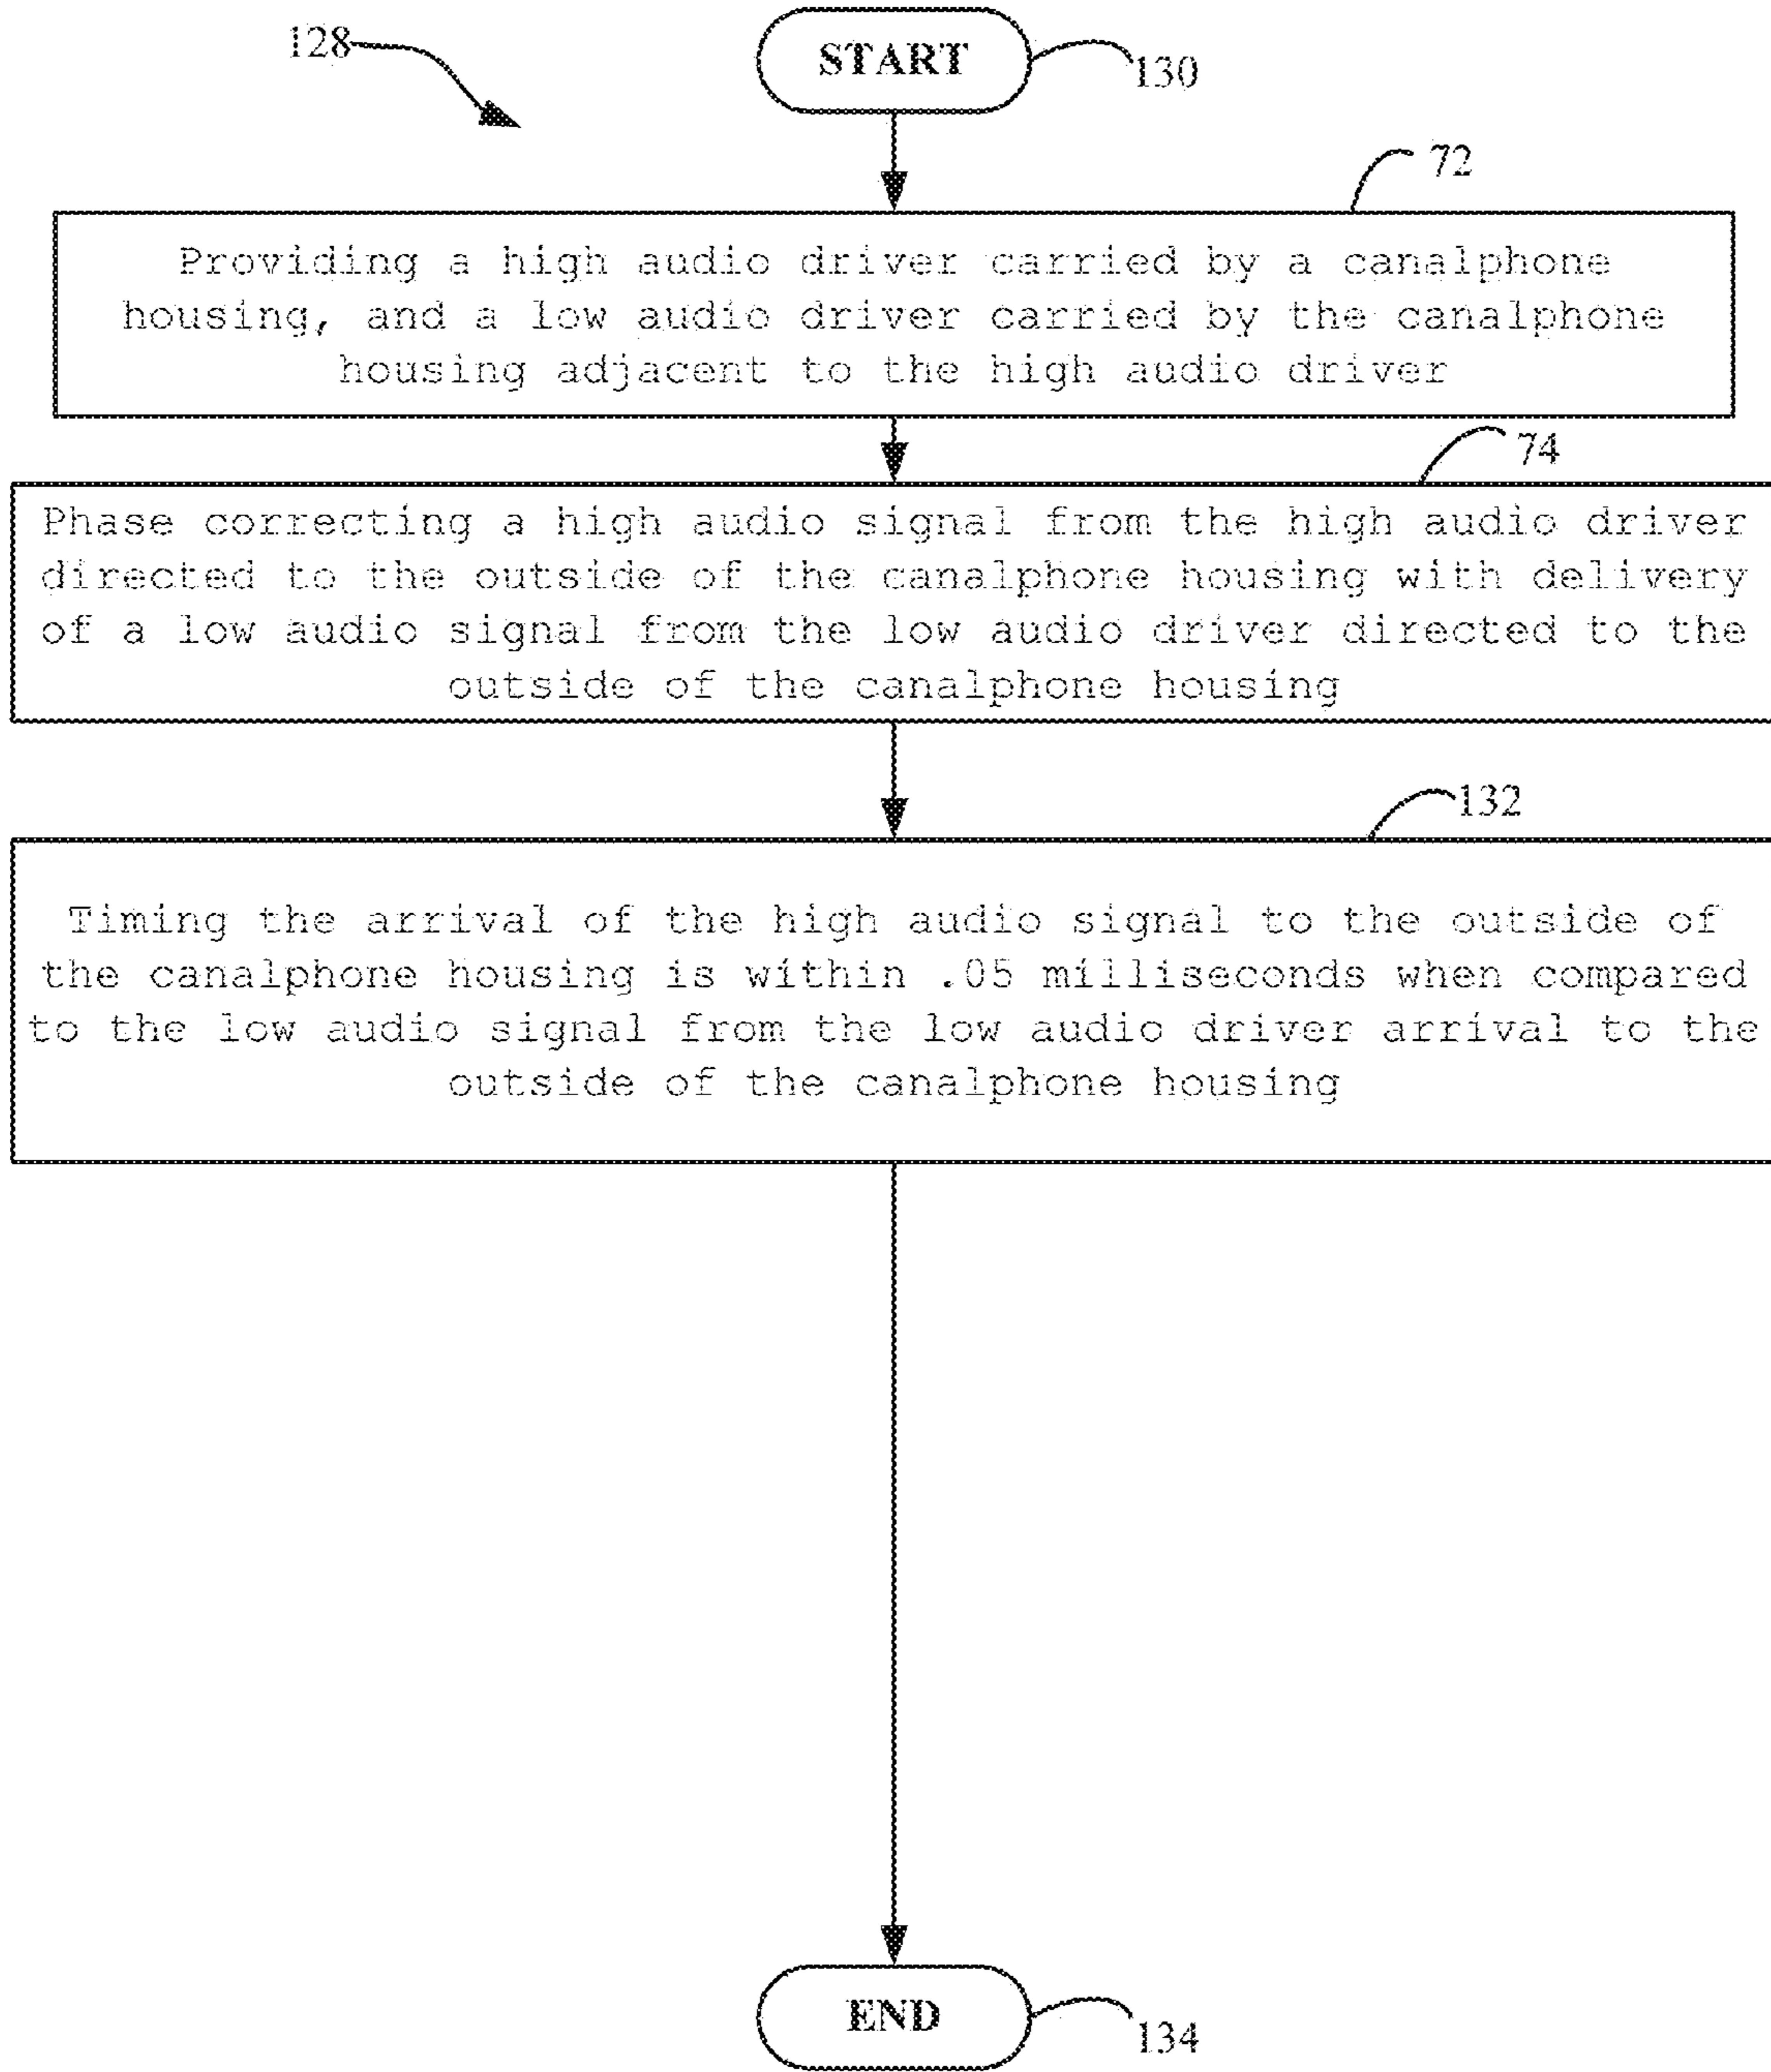 128
START
130
72
Providing a high audio driver carried by a canalphone
housing, and a low audio driver carried by the canalphone
housing adjacent to the high audio driver
74
Phase correcting a high audio signal from the high audio driver
directed to the outside of the canalphone housing with delivery
of a low audio signal from the low audio driver directed to the
outside of the canalphone housing
132
Timing the arrival of the high audio signal to the outside of
the canalphone housing is within .05 milliseconds when compared
to the low audio signal from the low audio driver arrival to the
outside of the canalphone housing
END
134